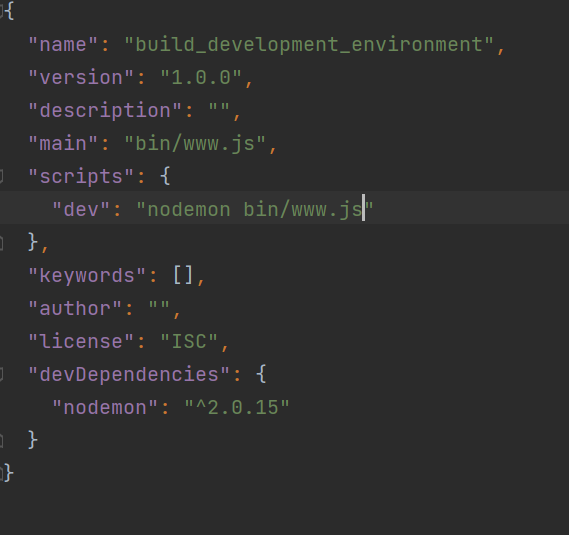 {
  "name": "build_development_environment",
  "version": "1.0.0",
  "description": "",
  "main": "bin/www.js",
  "scripts": {
    "dev": "nodemon bin/www.js"
  },
  "keywords": [],
  "author": "",
  "license": "ISC",
  "devDependencies": {
    "nodemon": "^2.0.15"
  }
}